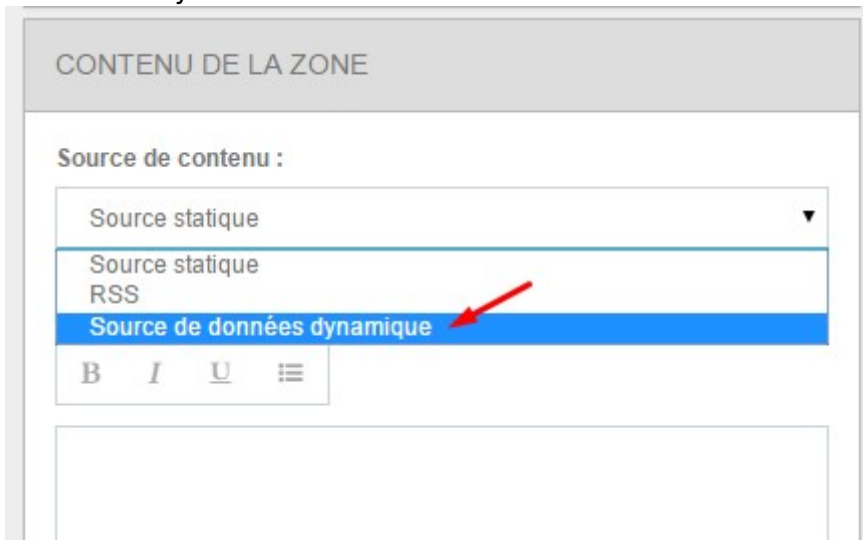 CONTENU DE LA ZONE
Source de contenu :
Source statique
Source statique
RSS
Source de données dynamique
B I U